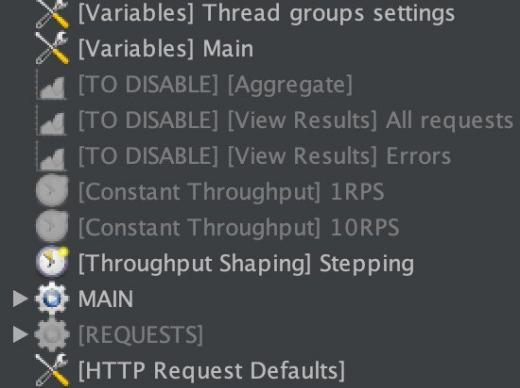 [Variables] Thread groups settings
[Variables] Main
[TO DISABLE] [Aggregate]
[TO DISABLE] [View Results] All requests
[TO DISABLE] [View Results] Errors
[Constant Throughput] 1RPS
[Constant Throughput] 10RPS
[Throughput Shaping] Stepping
MAIN
[REQUESTS]
[HTTP Request Defaults]